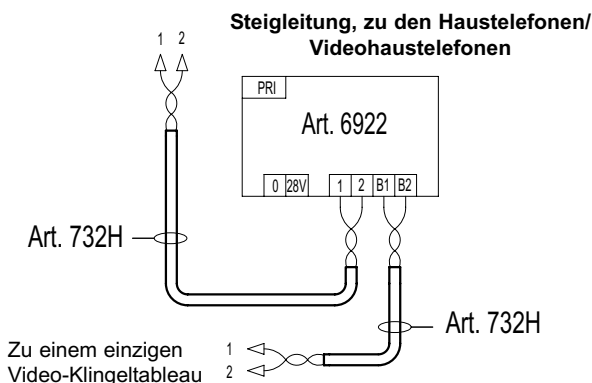 Steigleitung, zu den Haustelefonen/
Videohaustelefonen
1 2
PRI
Art. 6922
0 28V 1 2 B1 B2
Art. 732H
Art. 732H
Zu einem einzigen
Video-Klingeltableau
1
2